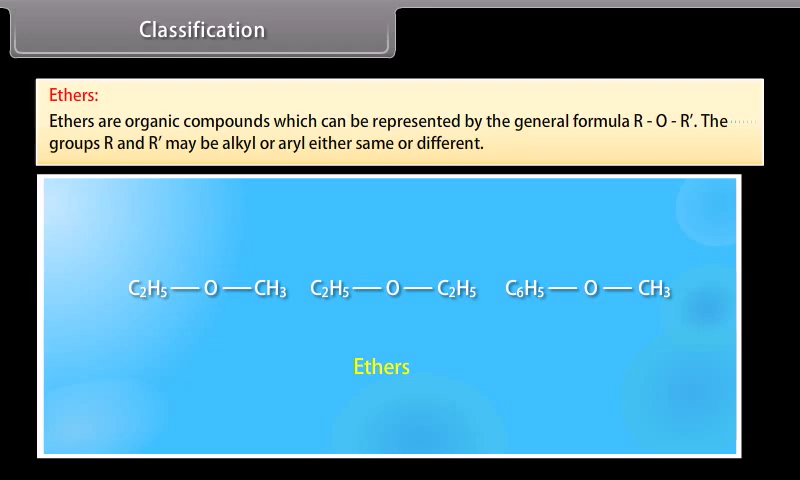 Classification
Ethers:
Ethers are organic compounds which can be represented by the general formula R - O - R′. The
groups R and R′ may be alkyl or aryl either same or different.
C₂H₅ — O — CH₃ C₂H₅ — O — C₂H₅ C₆H₅ — O — CH₃
Ethers